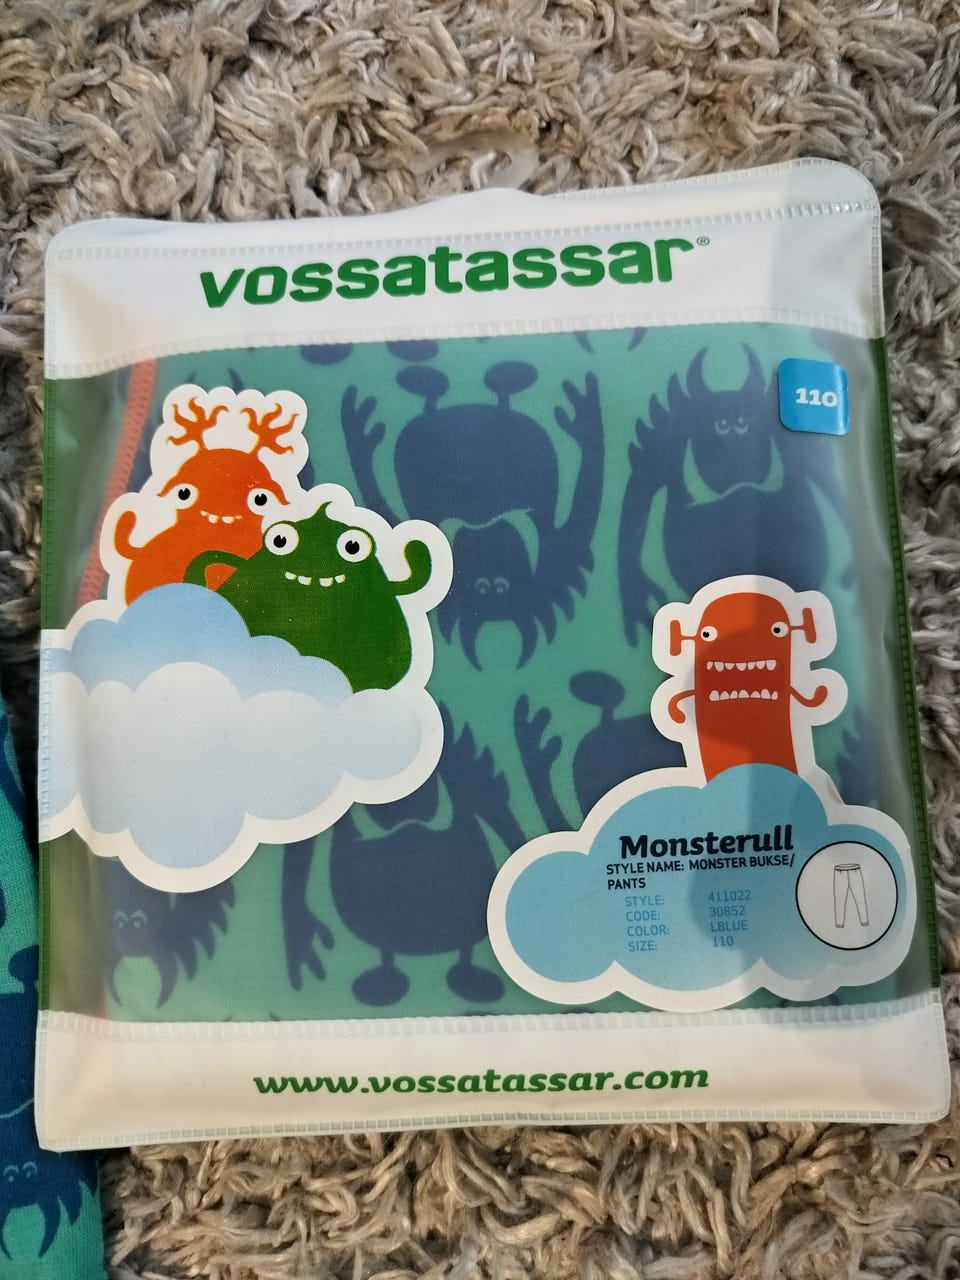 vossatassar®
110
Monsterull
STYLE NAME: MONSTER BUKSE/
PANTS
STYLE: 411022
CODE: 30852
COLOR: LBLUE
SIZE: 110
www.vossatassar.com